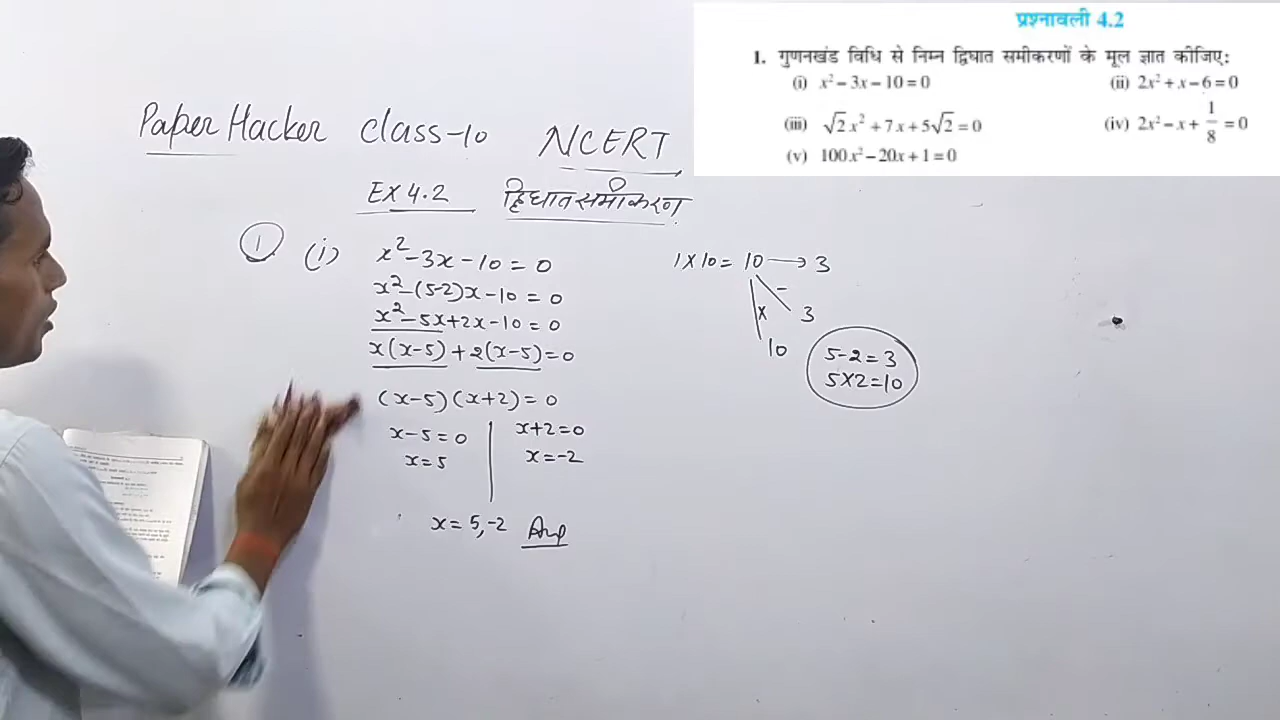 प्रश्नावली 4.2
1. गुणनखंड विधि से निम्न द्विघात समीकरणों के मूल ज्ञात कीजिए:
(i) x² – 3x – 10 = 0 (ii) 2x² + x – 6 = 0
(iii) √2 x² + 7x + 5√2 = 0 (iv) 2x² – x + 1/8 = 0
(v) 100x² – 20x + 1 = 0
Paper Hacker class-10 NCERT
EX 4.2 द्विघात समीकरण
① (i) x² - 3x - 10 = 0
x² - (5-2)x - 10 = 0
x² - 5x + 2x - 10 = 0
x(x-5) + 2(x-5) = 0
(x-5) (x+2) = 0
x-5 = 0 x+2 = 0
x = 5 x = -2
x = 5, -2 Ans
1 X 10 = 10 → 3
- 3
x 10
5-2 = 3
5X2 = 10